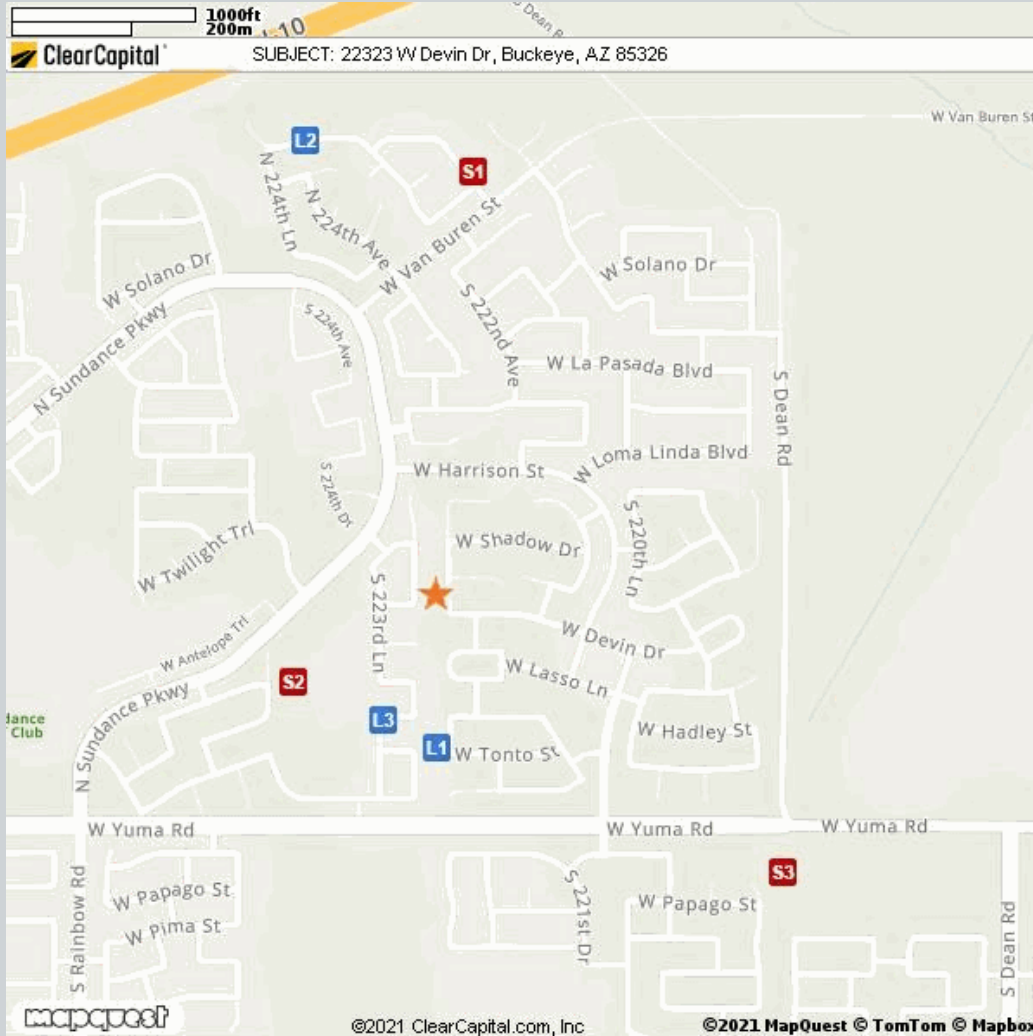 1000ft
200m
I-10
Dean R
ClearCapital
SUBJECT: 22323 W Devin Dr, Buckeye, AZ 85326
W Van Buren St
L2
S1
N 224th Ln
N 224th Ave
W Van Buren St
W Solano Dr
W Solano Dr
N Sundance Pkwy
S 224th Ave
S 222nd Ave
W La Pasada Blvd
S Dean Rd
W Loma Linda Blvd
W Harrison St
S 224th Dr
S 220th Ln
W Shadow Dr
W Twilight Trl
S 223rd Ln
W Devin Dr
W Antelope Trl
W Lasso Ln
S2
N Sundance Pkwy
dance
Club
L3
L1
W Tonto St
W Hadley St
W Yuma Rd
W Yuma Rd
W Yuma Rd
S3
S Rainbow Rd
W Papago St
W Pima St
S 221st Dr
W Papago St
S Dean Rd
mapquest
©2021 ClearCapital.com, Inc
©2021 MapQuest © TomTom © Mapbox